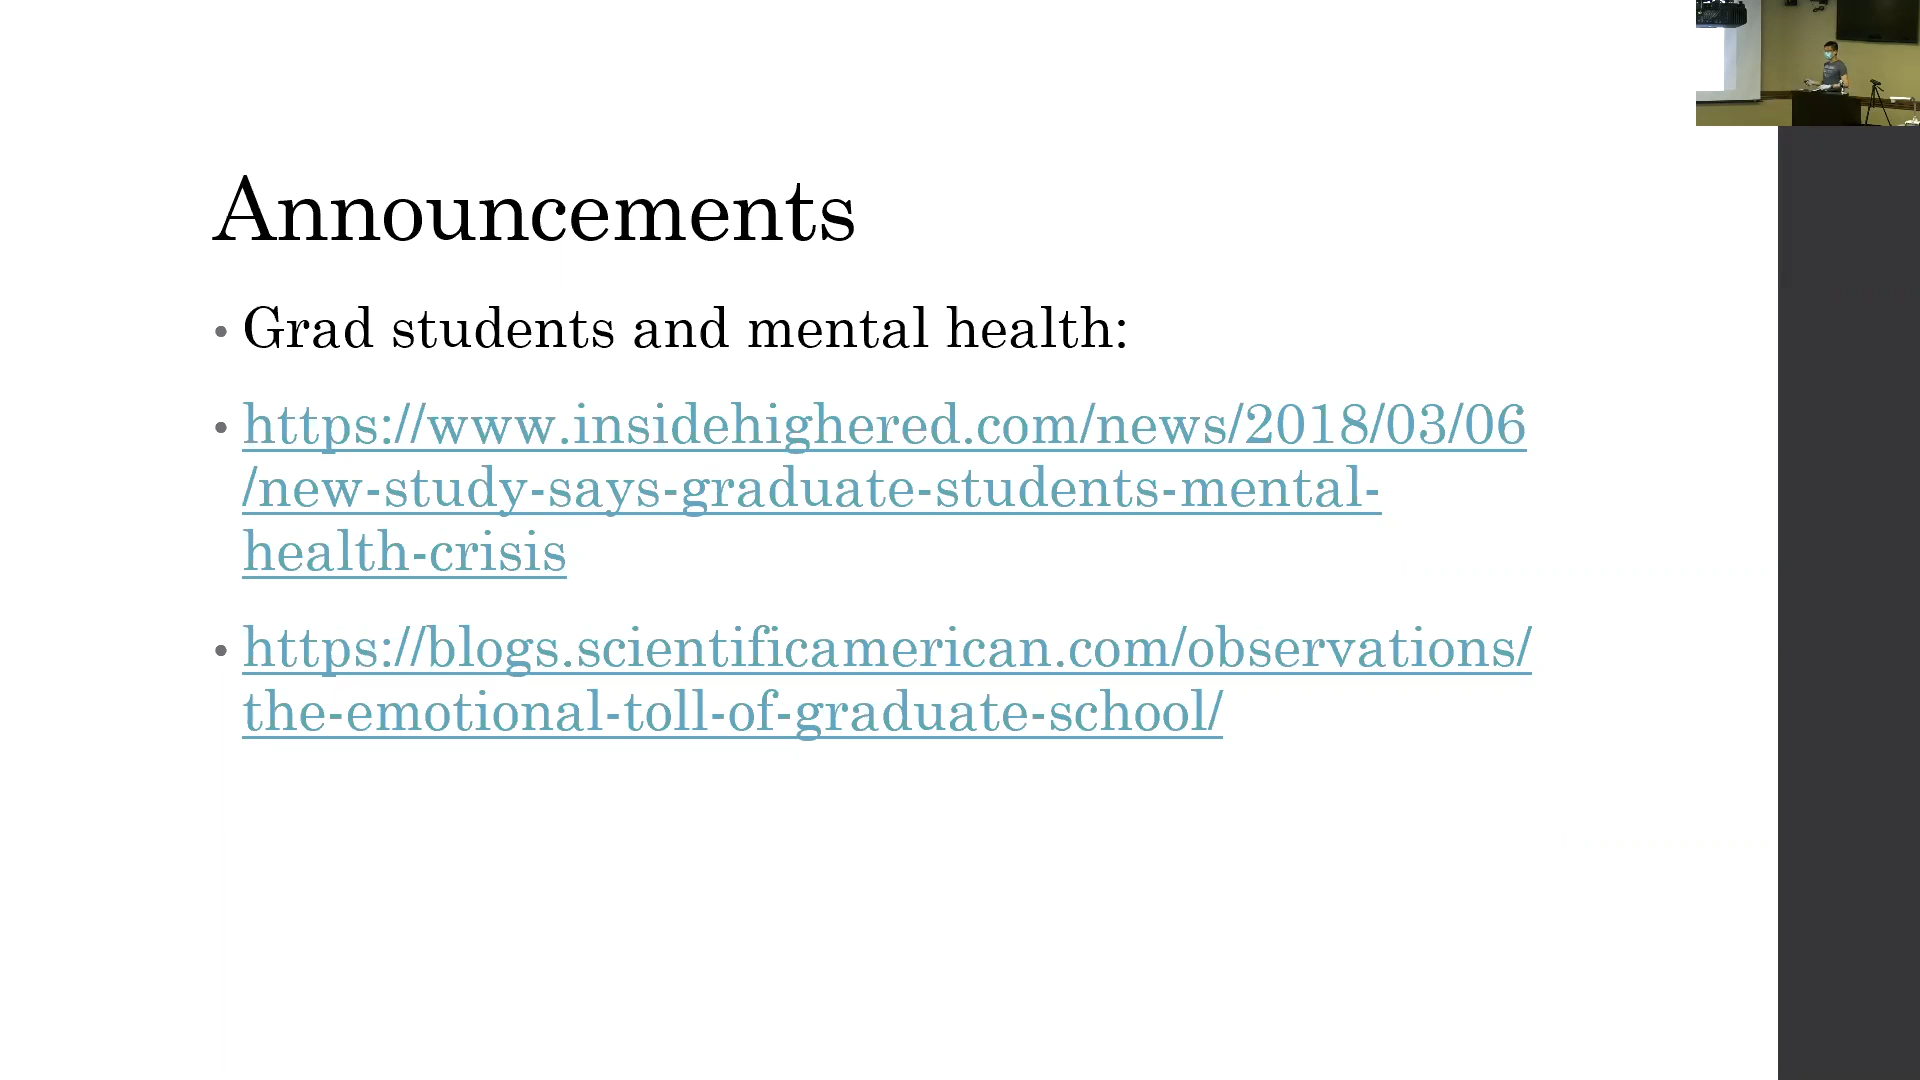 Announcements
• Grad students and mental health:
• https://www.insidehighered.com/news/2018/03/06
/new-study-says-graduate-students-mental-
health-crisis
• https://blogs.scientificamerican.com/observations/
the-emotional-toll-of-graduate-school/